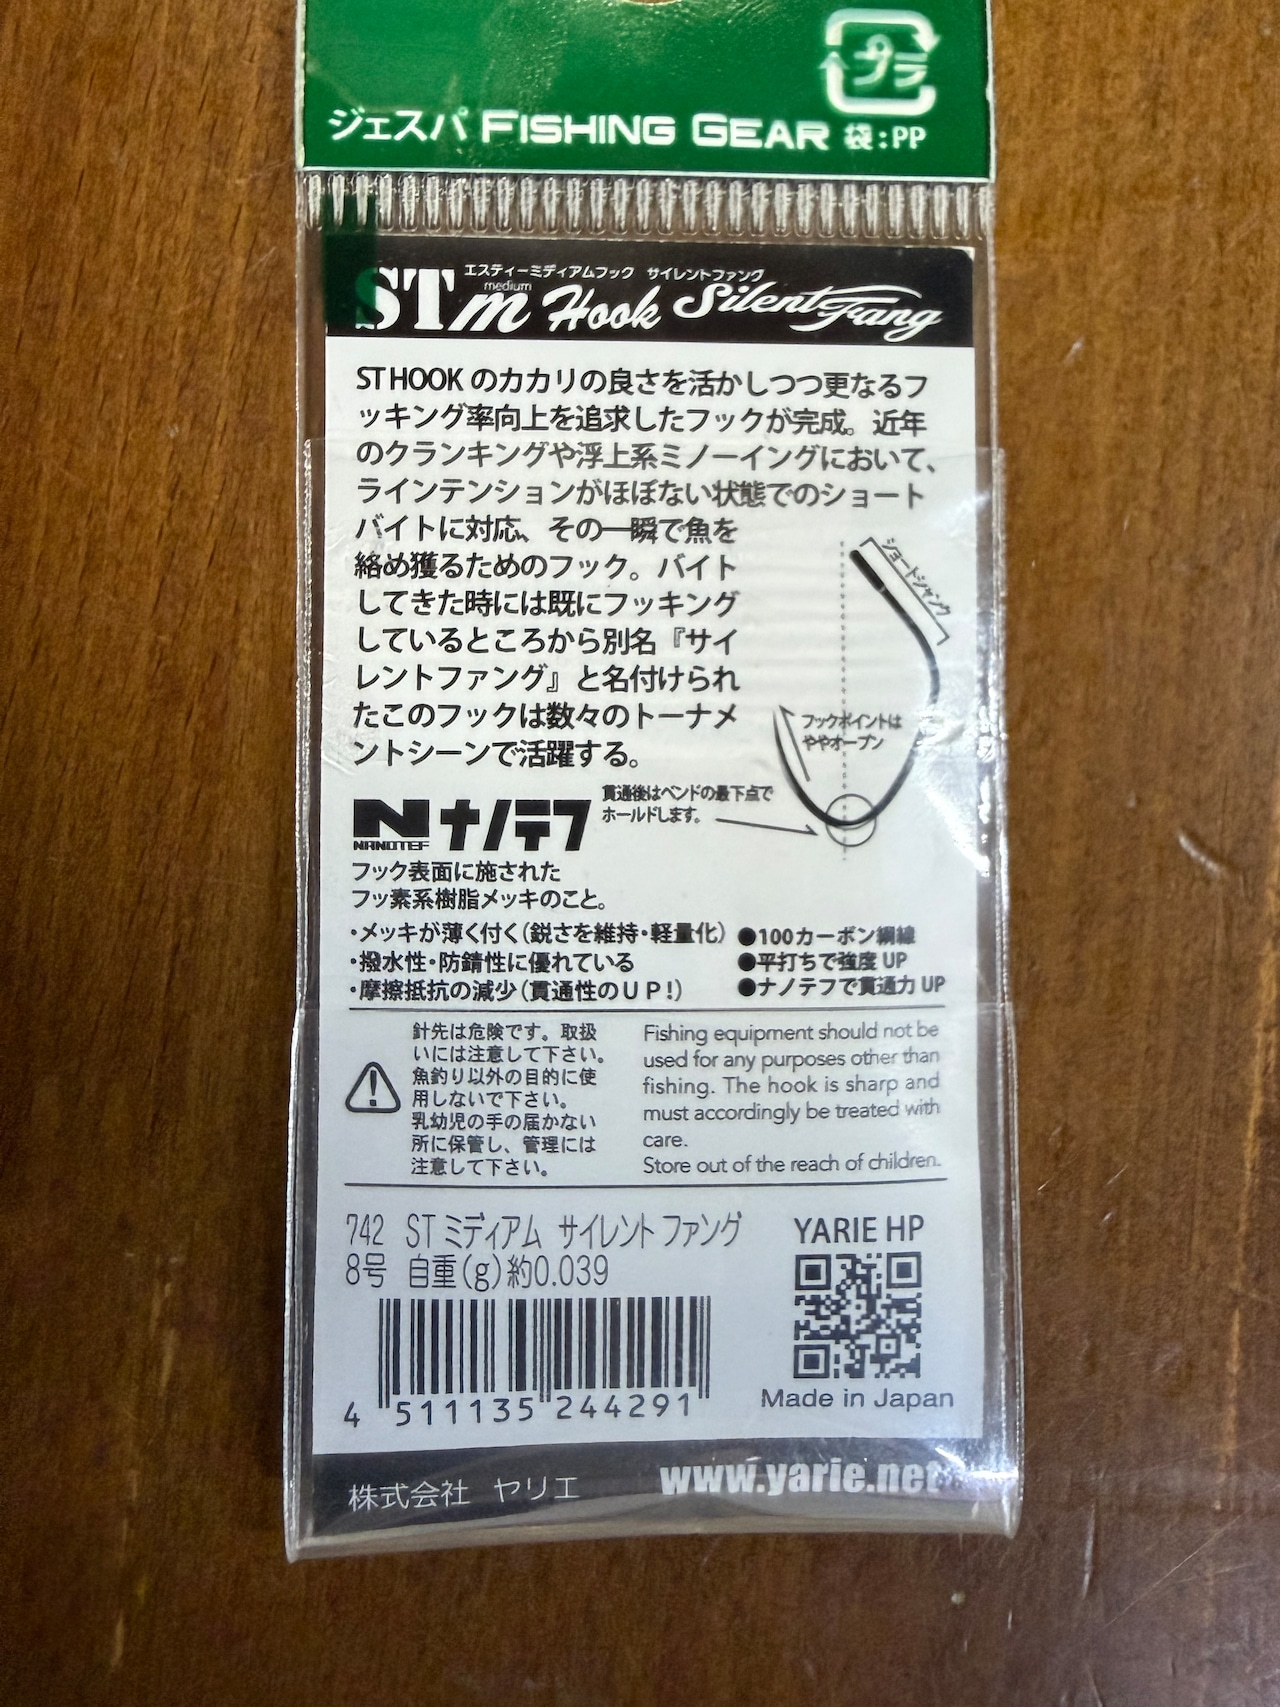 プラ
ジェスパ FISHING GEAR 袋:PP
エスティーミディアムフック サイレントファング
medium
STm Hook Silent Fang
ST HOOK のカカリの良さを活かしつつ更なるフ
ッキング率向上を追求したフックが完成。近年
のクランキングや浮上系ミノーイングにおいて、
ラインテンションがほぼない状態でのショート
バイトに対応、その一瞬で魚を
絡め獲るためのフック。バイト
してきた時には既にフッキング
しているところから別名『サイ
レントファング』と名付けられ
たこのフックは数々のトーナメ
ントシーンで活躍する。
ショートシャンク
フックポイントは
ややオープン
貫通後はベンドの最下点で
ホールドします。
N ナノテフ
NANOTEF
フック表面に施された
フッ素系樹脂メッキのこと。
・メッキが薄く付く(鋭さを維持・軽量化)
・撥水性・防錆性に優れている
・摩擦抵抗の減少(貫通性のUP!)
●100カーボン鋼線
●平打ちで強度UP
●ナノテフで貫通力UP
針先は危険です。取扱
いには注意して下さい。
魚釣り以外の目的に使
用しないで下さい。
乳幼児の手の届かない
所に保管し、管理には
注意して下さい。
Fishing equipment should not be
used for any purposes other than
fishing. The hook is sharp and
must accordingly be treated with
care.
Store out of the reach of children.
742 ST ミディアム サイレントファング
8号 自重(g)約0.039
4 511135 244291
YARIE HP
Made in Japan
株式会社 ヤリエ
www.yarie.net